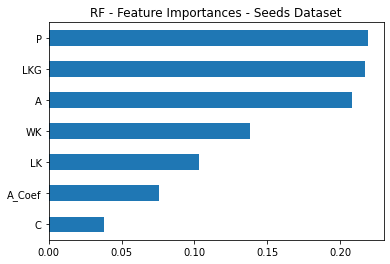 RF - Feature Importances - Seeds Dataset
P
LKG
A
WK
LK
A_Coef
C
0.00 0.05 0.10 0.15 0.20